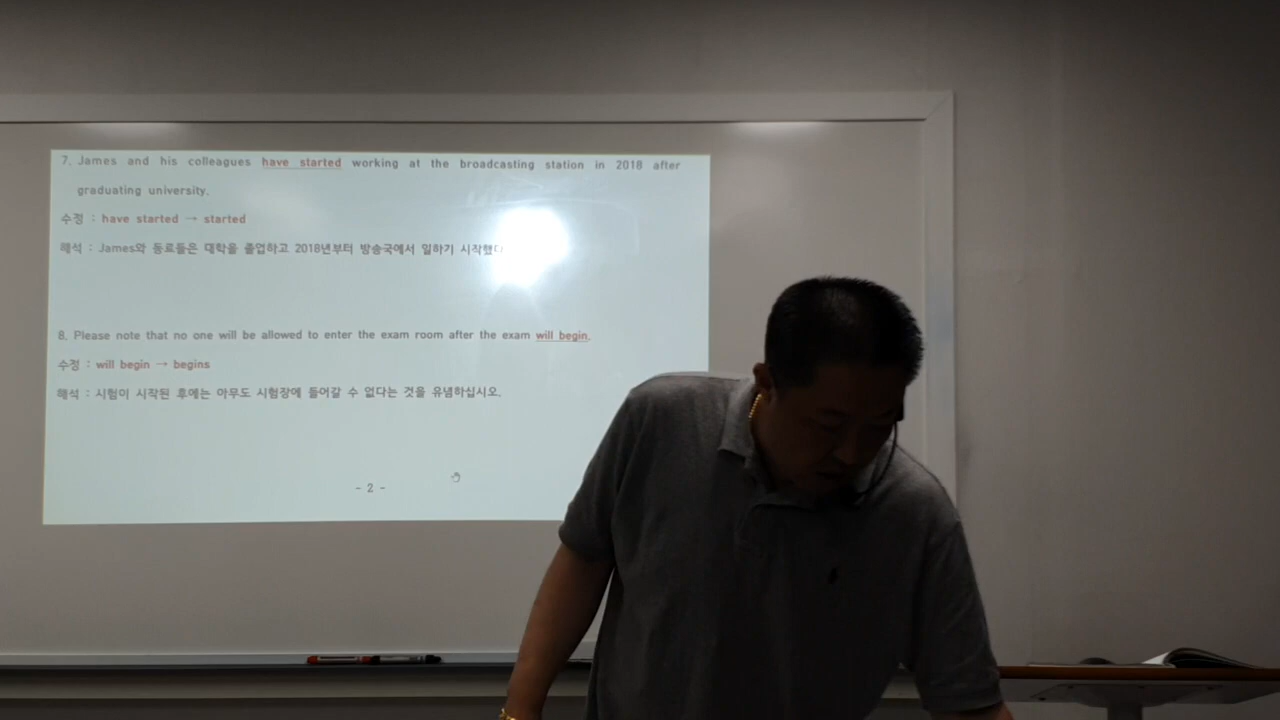 7. James and his colleagues have started working at the broadcasting station in 2018 after
graduating university.
수정 : have started → started
해석 : James와 동료들은 대학을 졸업하고 2018년부터 방송국에서 일하기 시작했다
8. Please note that no one will be allowed to enter the exam room after the exam will begin.
수정 : will begin → begins
해석 : 시험이 시작된 후에는 아무도 시험장에 들어갈 수 없다는 것을 유념하십시오.
- 2 -